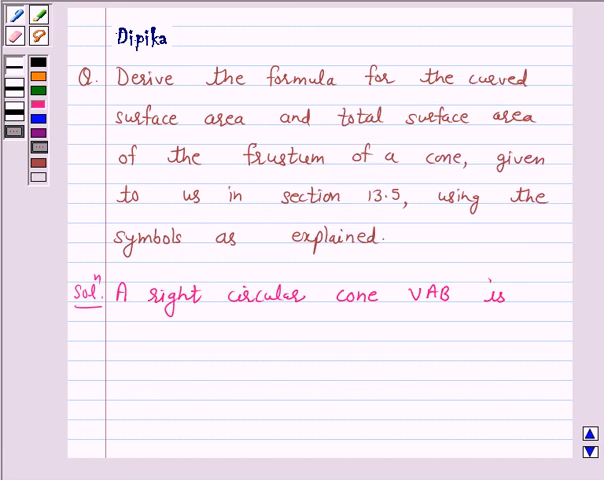 Dipika
Q. Derive the formula for the curved
surface area and total surface area
of the frustum of a cone, given
to us in section 13.5, using the
symbols as explained.
Solⁿ. A right circular cone VAB is